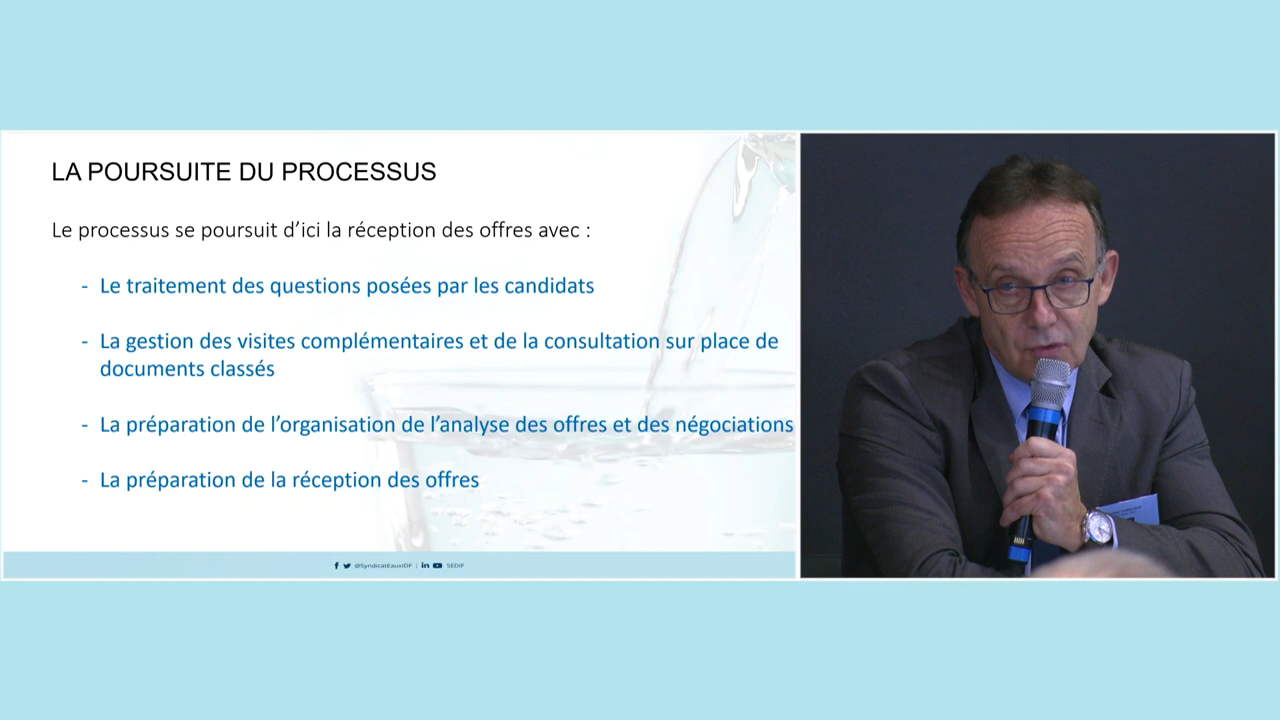 LA POURSUITE DU PROCESSUS
Le processus se poursuit d’ici la réception des offres avec :
- Le traitement des questions posées par les candidats
- La gestion des visites complémentaires et de la consultation sur place de
documents classés
- La préparation de l’organisation de l’analyse des offres et des négociations
- La préparation de la réception des offres
@SyndicatEauxIDF | SEDIF